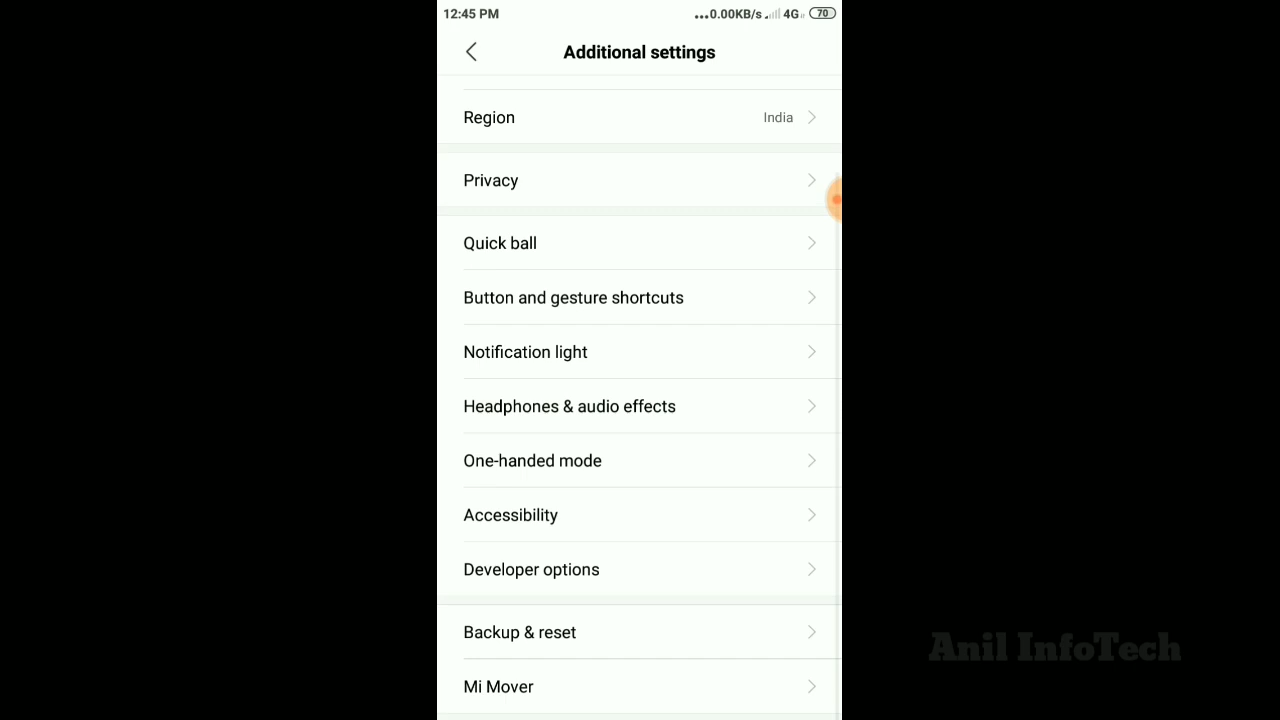 12:45 PM ...0.00KB/s 4G 70
Additional settings
Region India
Privacy
Quick ball
Button and gesture shortcuts
Notification light
Headphones & audio effects
One-handed mode
Accessibility
Developer options
Backup & reset
Anil InfoTech
Mi Mover